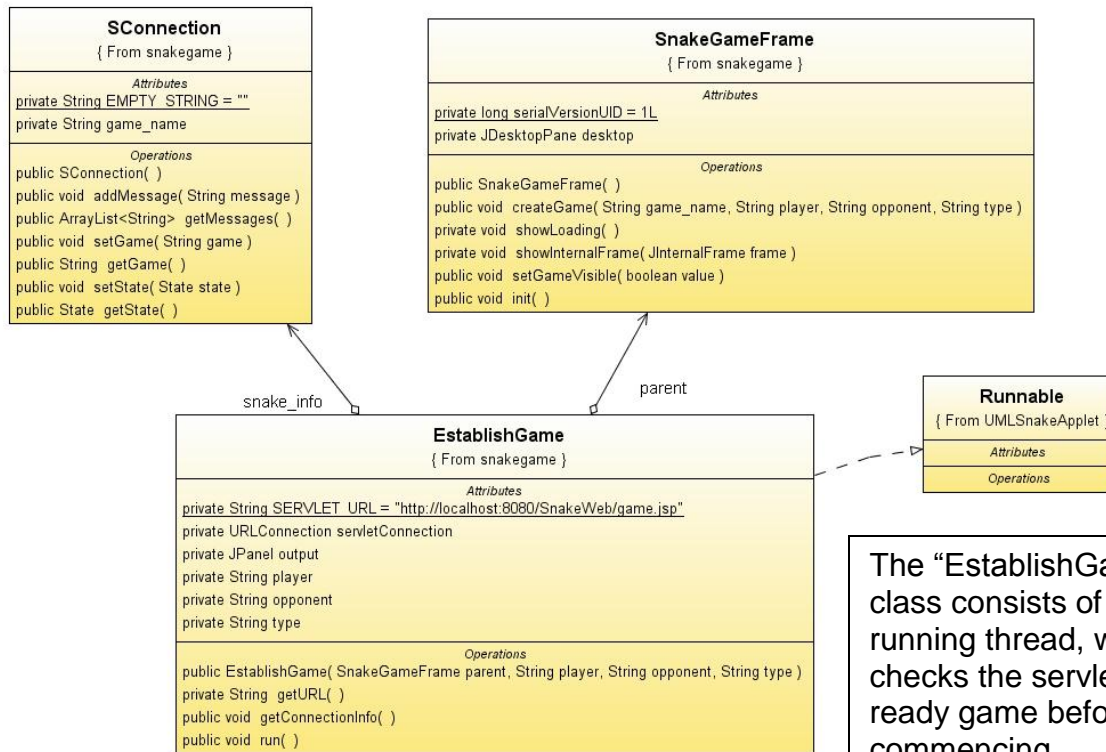 SConnection
{ From snakegame }
Attributes
private String EMPTY_STRING = ""
private String game_name
Operations
public SConnection( )
public void addMessage( String message )
public ArrayList<String> getMessages( )
public void setGame( String game )
public String getGame( )
public void setState( State state )
public State getState( )
SnakeGameFrame
{ From snakegame }
Attributes
private long serialVersionUID = 1L
private JDesktopPane desktop
Operations
public SnakeGameFrame( )
public void createGame( String game_name, String player, String opponent, String type )
private void showLoading( )
private void showInternalFrame( JInternalFrame frame )
public void setGameVisible( boolean value )
public void init( )
snake_info
parent
Runnable
{ From UMLSnakeApplet }
Attributes
Operations
EstablishGame
{ From snakegame }
Attributes
private String SERVLET_URL = "http://localhost:8080/SnakeWeb/game.jsp"
private URLConnection servletConnection
private JPanel output
private String player
private String opponent
private String type
Operations
public EstablishGame( SnakeGameFrame parent, String player, String opponent, String type )
private String getURL( )
public void getConnectionInfo( )
public void run( )
The
class consists of
running thread,
checks the
ready game
commencing